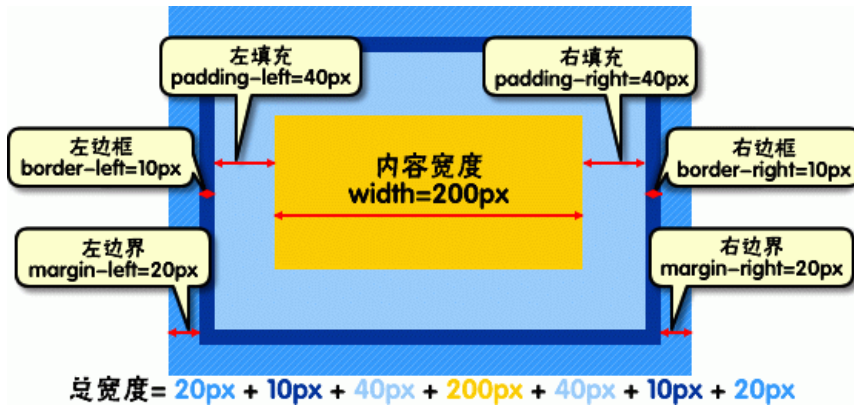 左填充
padding-left=40px
右填充
padding-right=40px
左边框
border-left=10px
内容宽度
width=200px
右边框
border-right=10px
左边界
margin-left=20px
右边界
margin-right=20px
总宽度= 20px + 10px + 40px + 200px + 40px + 10px + 20px